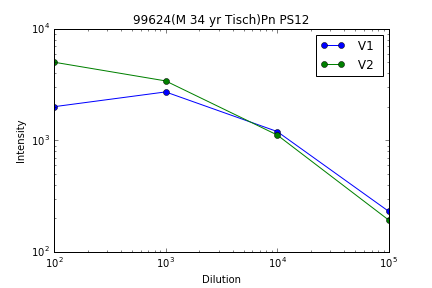 99624(M 34 yr Tisch)Pn PS12
10^4
10^3
10^2
Intensity
V1
V2
10^2 10^3 10^4 10^5
Dilution